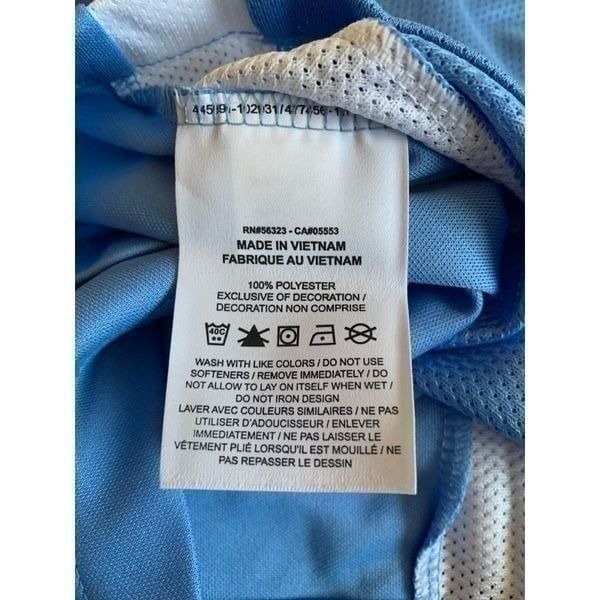 RN#56323 - CA#05553
MADE IN VIETNAM
FABRIQUE AU VIETNAM
100% POLYESTER
EXCLUSIVE OF DECORATION /
DECORATION NON COMPRISE
40C
WASH WITH LIKE COLORS / DO NOT USE
SOFTENERS / REMOVE IMMEDIATELY / DO
NOT ALLOW TO LAY ON ITSELF WHEN WET /
DO NOT IRON DESIGN
LAVER AVEC COULEURS SIMILAIRES / NE PAS
UTILISER D'ADOUCISSEUR / ENLEVER
IMMEDIATEMENT / NE PAS LAISSER LE
VÊTEMENT PLIÉ LORSQU'IL EST MOUILLÉ / NE
PAS REPASSER LE DESSIN